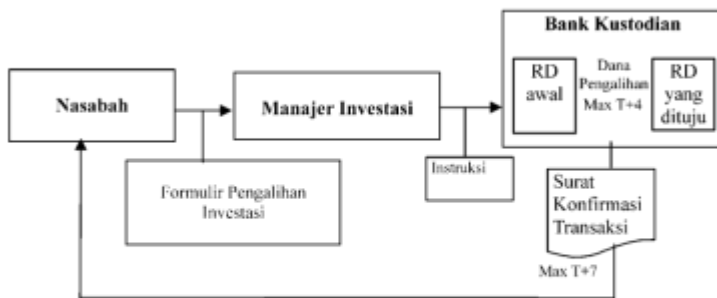 Bank Kustodian
RD
awal
Dana
Pengalihan
Max T+4
RD
yang
dituju
Nasabah
Manajer Investasi
Formulir Pengalihan
Investasi
Instruksi
Surat
Konfirmasi
Transaksi
Max T+7